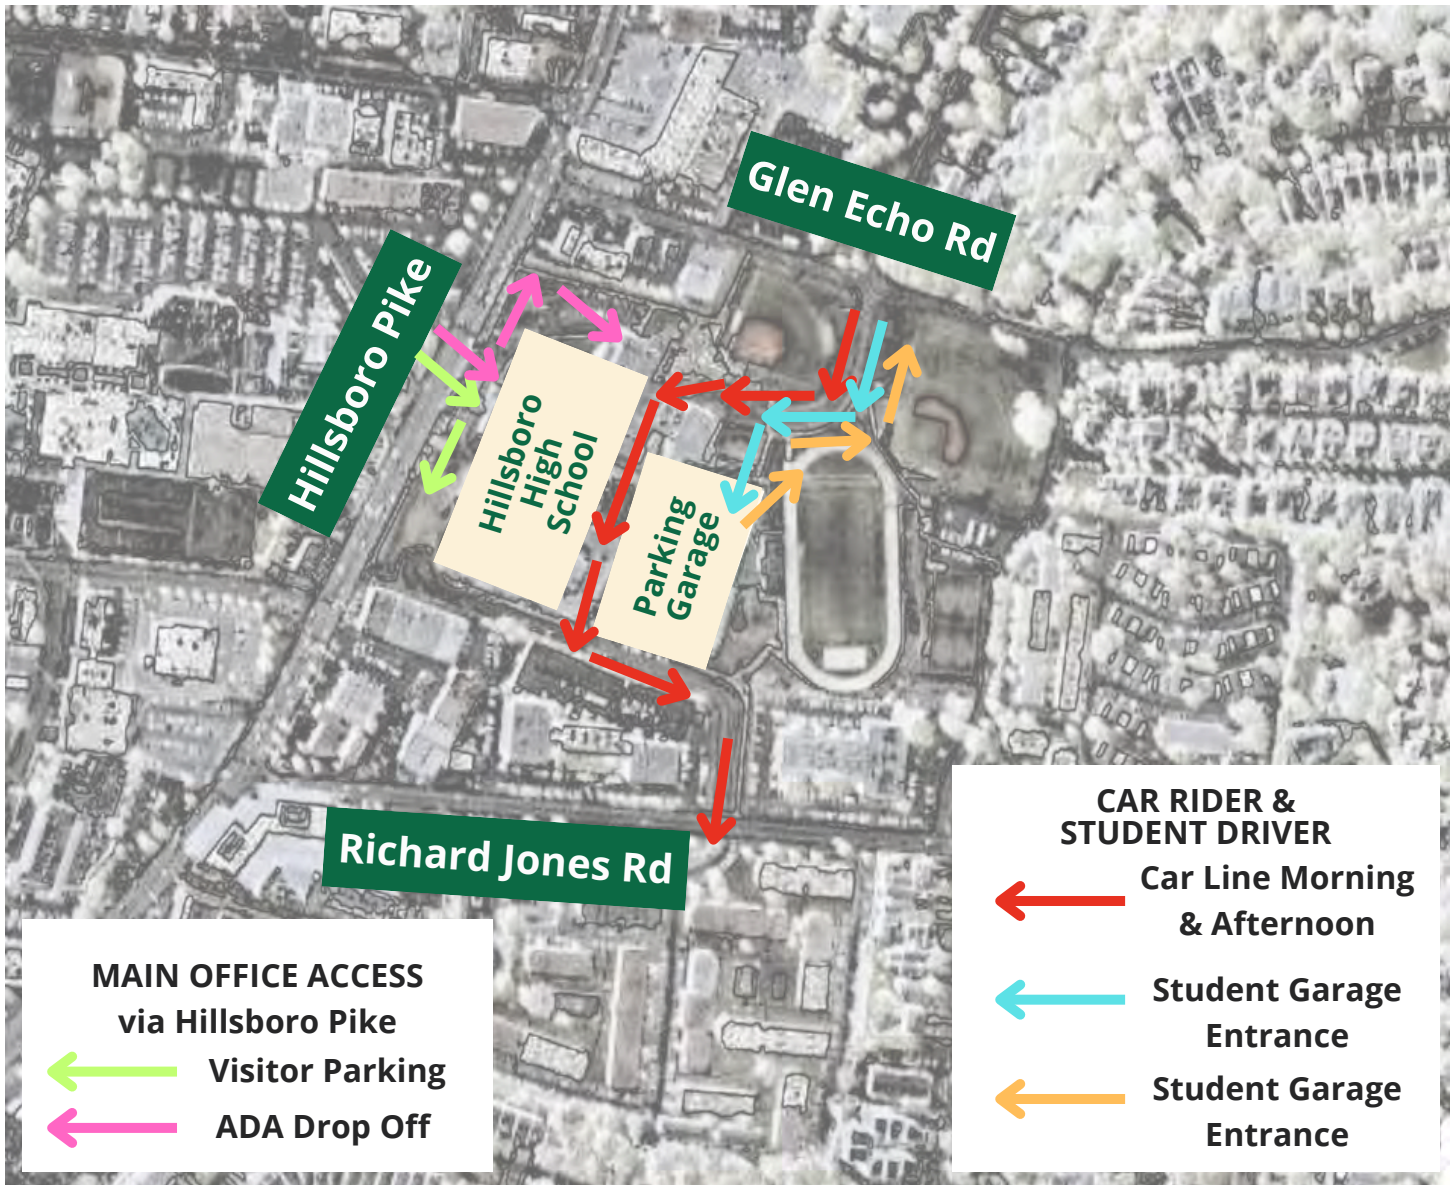 Glen Echo Rd
Hillsboro Pike
Hillsboro
High
School
Parking
Garage
Richard Jones Rd
MAIN OFFICE ACCESS
via Hillsboro Pike
Visitor Parking
ADA Drop Off
CAR RIDER &
STUDENT DRIVER
Car Line Morning
& Afternoon
Student Garage
Entrance
Student Garage
Entrance